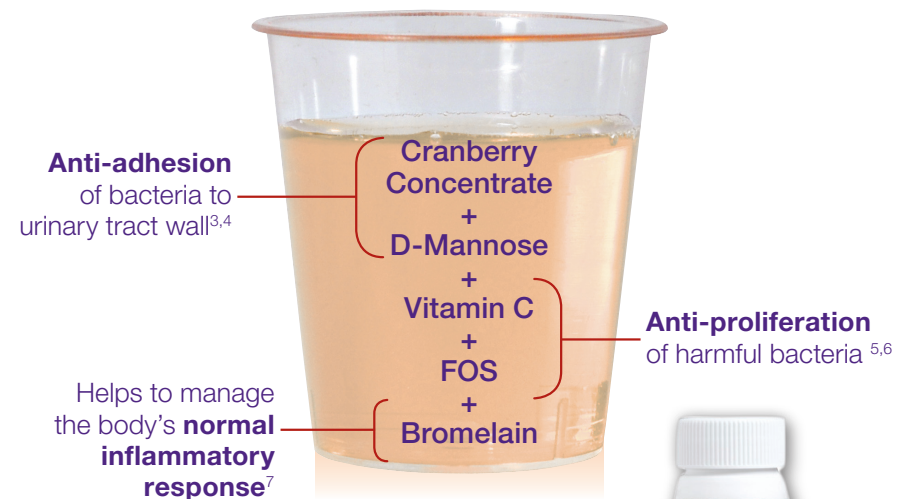 Cranberry
Concentrate
+
D-Mannose
+
Vitamin C
+
FOS
+
Bromelain
Anti-adhesion
of bacteria to
urinary tract wall3,4
Anti-proliferation
of harmful bacteria 5,6
Helps to manage
the body’s normal
inflammatory
response7